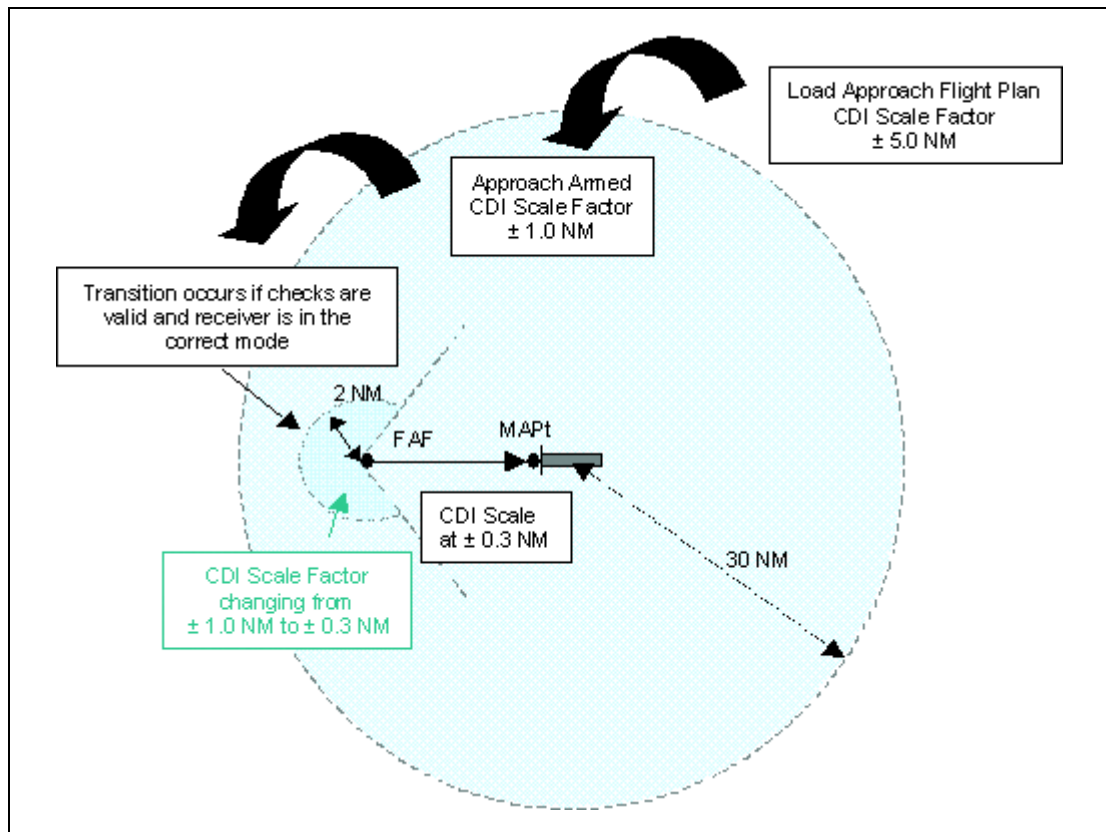 Load Approach Flight Plan
CDI Scale Factor
± 5.0 NM
Approach Armed
CDI Scale Factor
± 1.0 NM
Transition occurs if checks are
valid and receiver is in the
correct mode
2 NM
FAF
MAPt
CDI Scale
at ± 0.3 NM
30 NM
CDI Scale Factor
changing from
± 1.0 NM to ± 0.3 NM